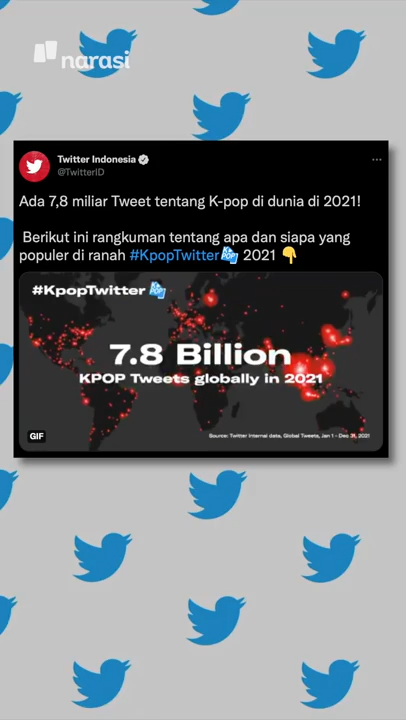 narasi
Twitter Indonesia
@TwitterID
Ada 7,8 miliar Tweet tentang K-pop di dunia di 2021!
Berikut ini rangkuman tentang apa dan siapa yang
populer di ranah #KpopTwitter 2021
#KpopTwitter K POP
7.8 Billion
KPOP Tweets globally in 2021
GIF
Source: Twitter Internal data, Global Tweets, Jan 1 - Dec 31, 2021